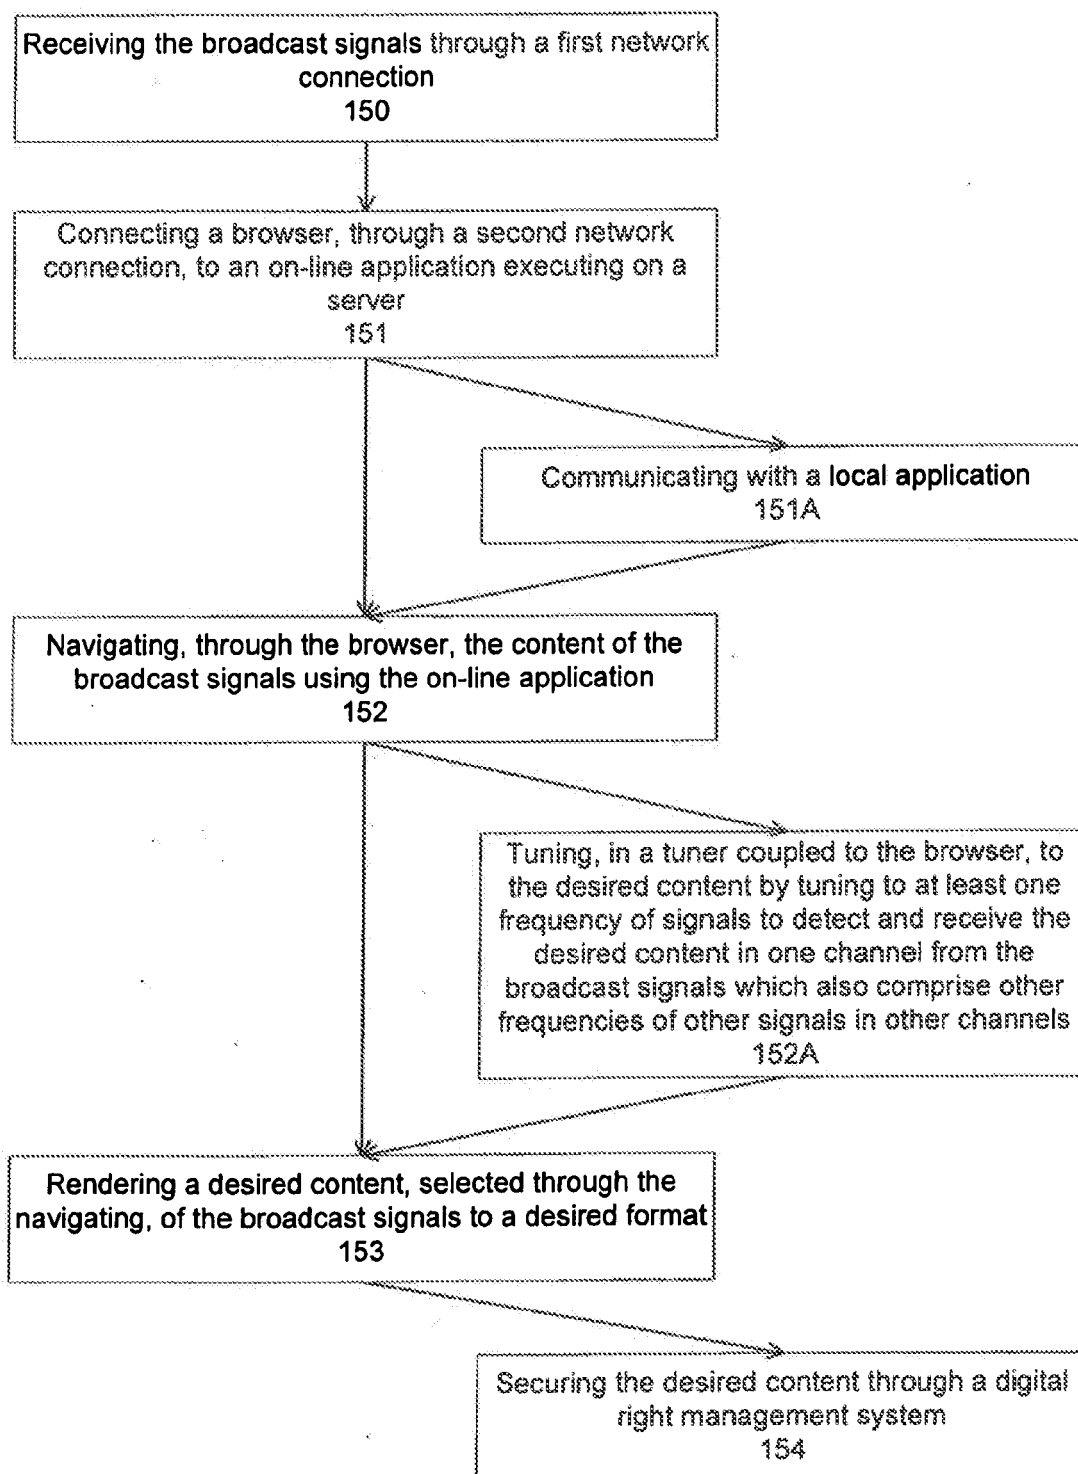 Receiving the broadcast signals through a first network
connection
150
Connecting a browser, through a second network
connection, to an on-line application executing on a
server
151
Communicating with a local application
151A
Navigating, through the browser, the content of the
broadcast signals using the on-line application
152
Tuning, in a tuner coupled to the browser, to
the desired content by tuning to at least one
frequency of signals to detect and receive the
desired content in one channel from the
broadcast signals which also comprise other
frequencies of other signals in other channels
152A
Rendering a desired content, selected through the
navigating, of the broadcast signals to a desired format
153
Securing the desired content through a digital
right management system
154